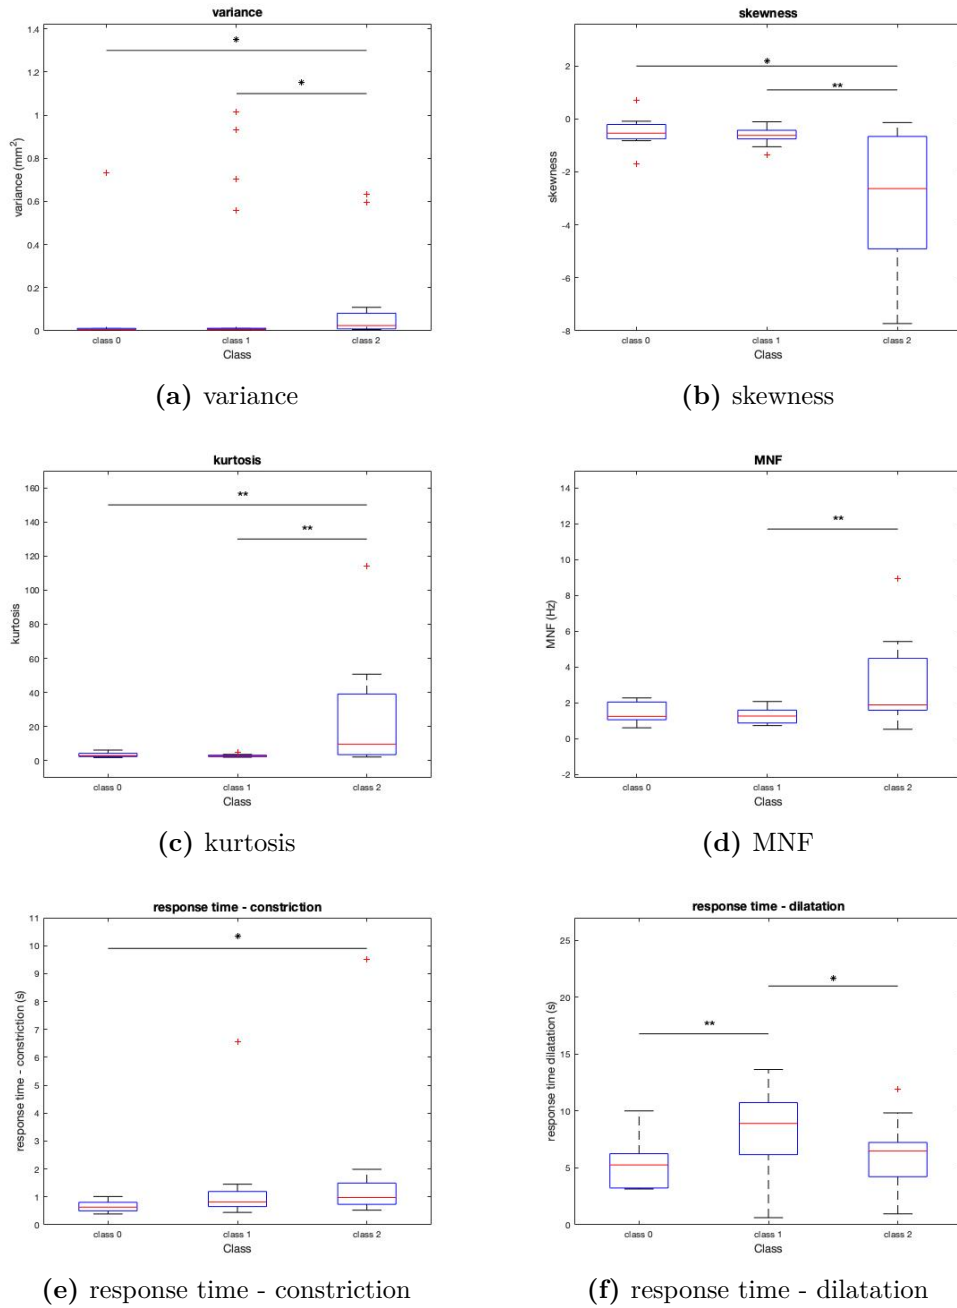 variance
1.4
1.2
1
0.8
0.6
0.4
0.2
0
variance (mm²)
*
*
class 0 class 1 class 2
Class
(a) variance
skewness
2
0
-2
-4
-6
-8
skewness
*
**
class 0 class 1 class 2
Class
(b) skewness
kurtosis
160
140
120
100
80
60
40
20
0
kurtosis
**
**
class 0 class 1 class 2
Class
(c) kurtosis
MNF
14
12
10
8
6
4
2
0
-2
MNF (Hz)
**
class 0 class 1 class 2
Class
(d) MNF
response time - constriction
11
10
9
8
7
6
5
4
3
2
1
0
response time - constriction (s)
*
class 0 class 1 class 2
Class
(e) response time - constriction
response time - dilatation
25
20
15
10
5
0
response time dilatation (s)
**
*
class 0 class 1 class 2
Class
(f) response time - dilatation